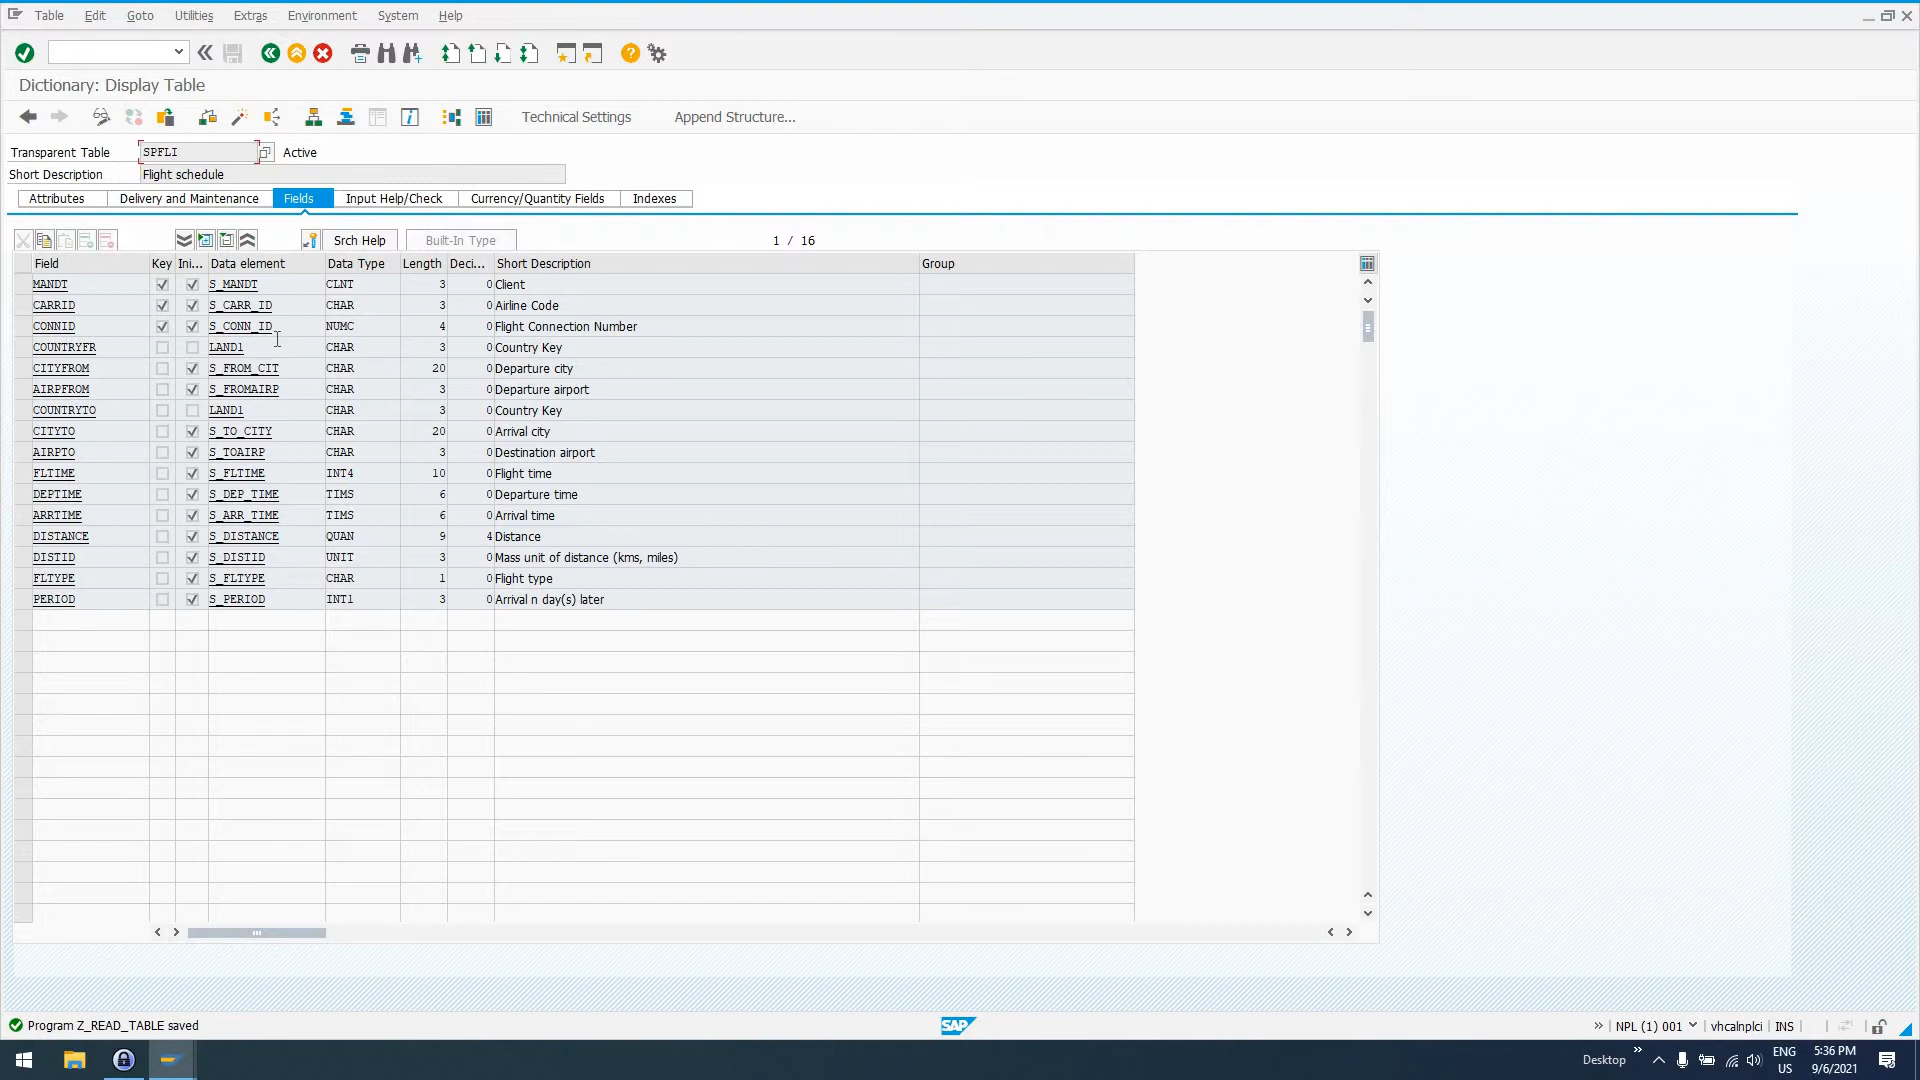 Table Edit Goto Utilities Extras Environment System Help
Dictionary: Display Table
Technical Settings Append Structure...
Transparent Table SPFLI Active
Short Description Flight schedule
Attributes Delivery and Maintenance Fields Input Help/Check Currency/Quantity Fields Indexes
Srch Help Built-In Type 1 / 16
Field Key Ini... Data element Data Type Length Deci... Short Description Group
MANDT S_MANDT CLNT 3 0 Client
CARRID S_CARR_ID CHAR 3 0 Airline Code
CONNID S_CONN_ID NUMC 4 0 Flight Connection Number
COUNTRYFR LAND1 CHAR 3 0 Country Key
CITYFROM S_FROM_CIT CHAR 20 0 Departure city
AIRPFROM S_FROMAIRP CHAR 3 0 Departure airport
COUNTRYTO LAND1 CHAR 3 0 Country Key
CITYTO S_TO_CITY CHAR 20 0 Arrival city
AIRPTO S_TOAIRP CHAR 3 0 Destination airport
FLTIME S_FLTIME INT4 10 0 Flight time
DEPTIME S_DEP_TIME TIMS 6 0 Departure time
ARRTIME S_ARR_TIME TIMS 6 0 Arrival time
DISTANCE S_DISTANCE QUAN 9 4 Distance
DISTID S_DISTID UNIT 3 0 Mass unit of distance (kms, miles)
FLTYPE S_FLTYPE CHAR 1 0 Flight type
PERIOD S_PERIOD INT1 3 0 Arrival n day(s) later
Program Z_READ_TABLE saved SAP NPL (1) 001 vhcalnplci INS
Desktop ENG 5:36 PM
US 9/6/2021